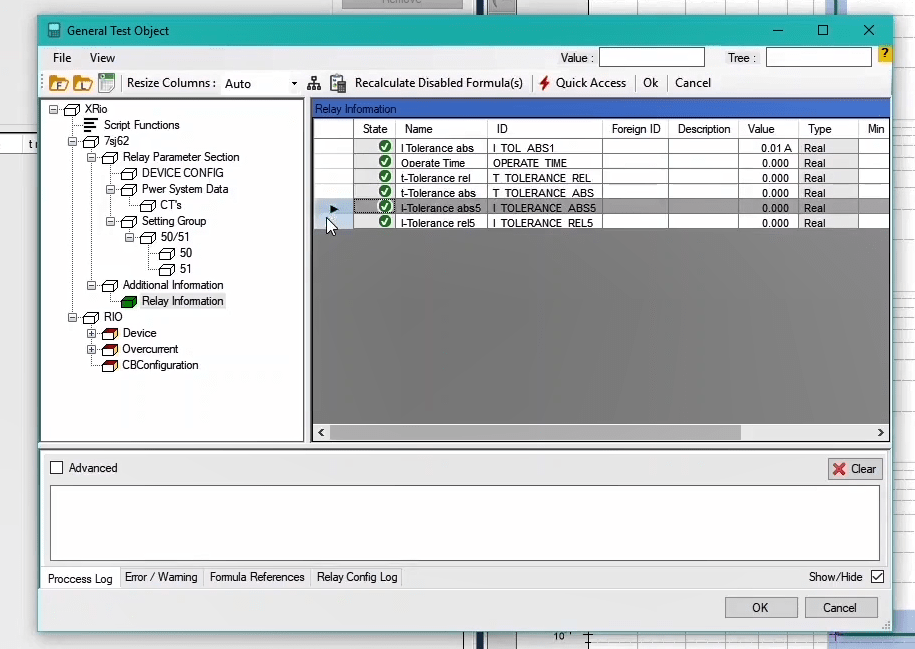 Remove
General Test Object
File View Value : Tree : ?
Resize Columns : Auto Recalculate Disabled Formula(s) Quick Access Ok Cancel
XRio
Script Functions
7sj62
Relay Parameter Section
DEVICE CONFIG
Pwer System Data
CT's
Setting Group
50/51
50
51
Additional Information
Relay Information
RIO
Device
Overcurrent
CBConfiguration
Relay Information
State Name ID Foreign ID Description Value Type Min
I Tolerance abs I_TOL_ABS1 0.01 A Real
Operate Time OPERATE_TIME 0.000 Real
t-Tolerance rel T_TOLERANCE_REL 0.000 Real
t-Tolerance abs T_TOLERANCE_ABS 0.000 Real
I-Tolerance abs5 I_TOLERANCE_ABS5 0.000 Real
I-Tolerance rel5 I_TOLERANCE_REL5 0.000 Real
Advanced Clear
Proccess Log Error / Warning Formula References Relay Config Log Show/Hide
OK Cancel